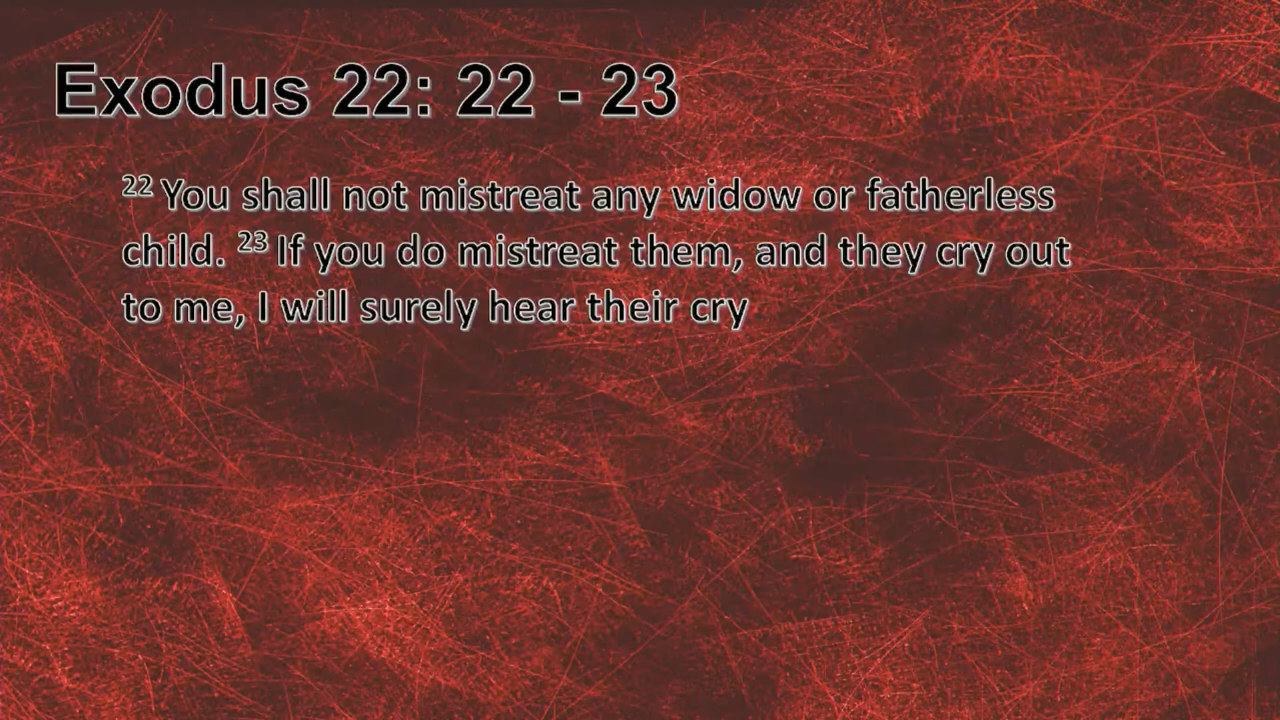 Exodus 22: 22 - 23
22 You shall not mistreat any widow or fatherless
child. 23 If you do mistreat them, and they cry out
to me, I will surely hear their cry